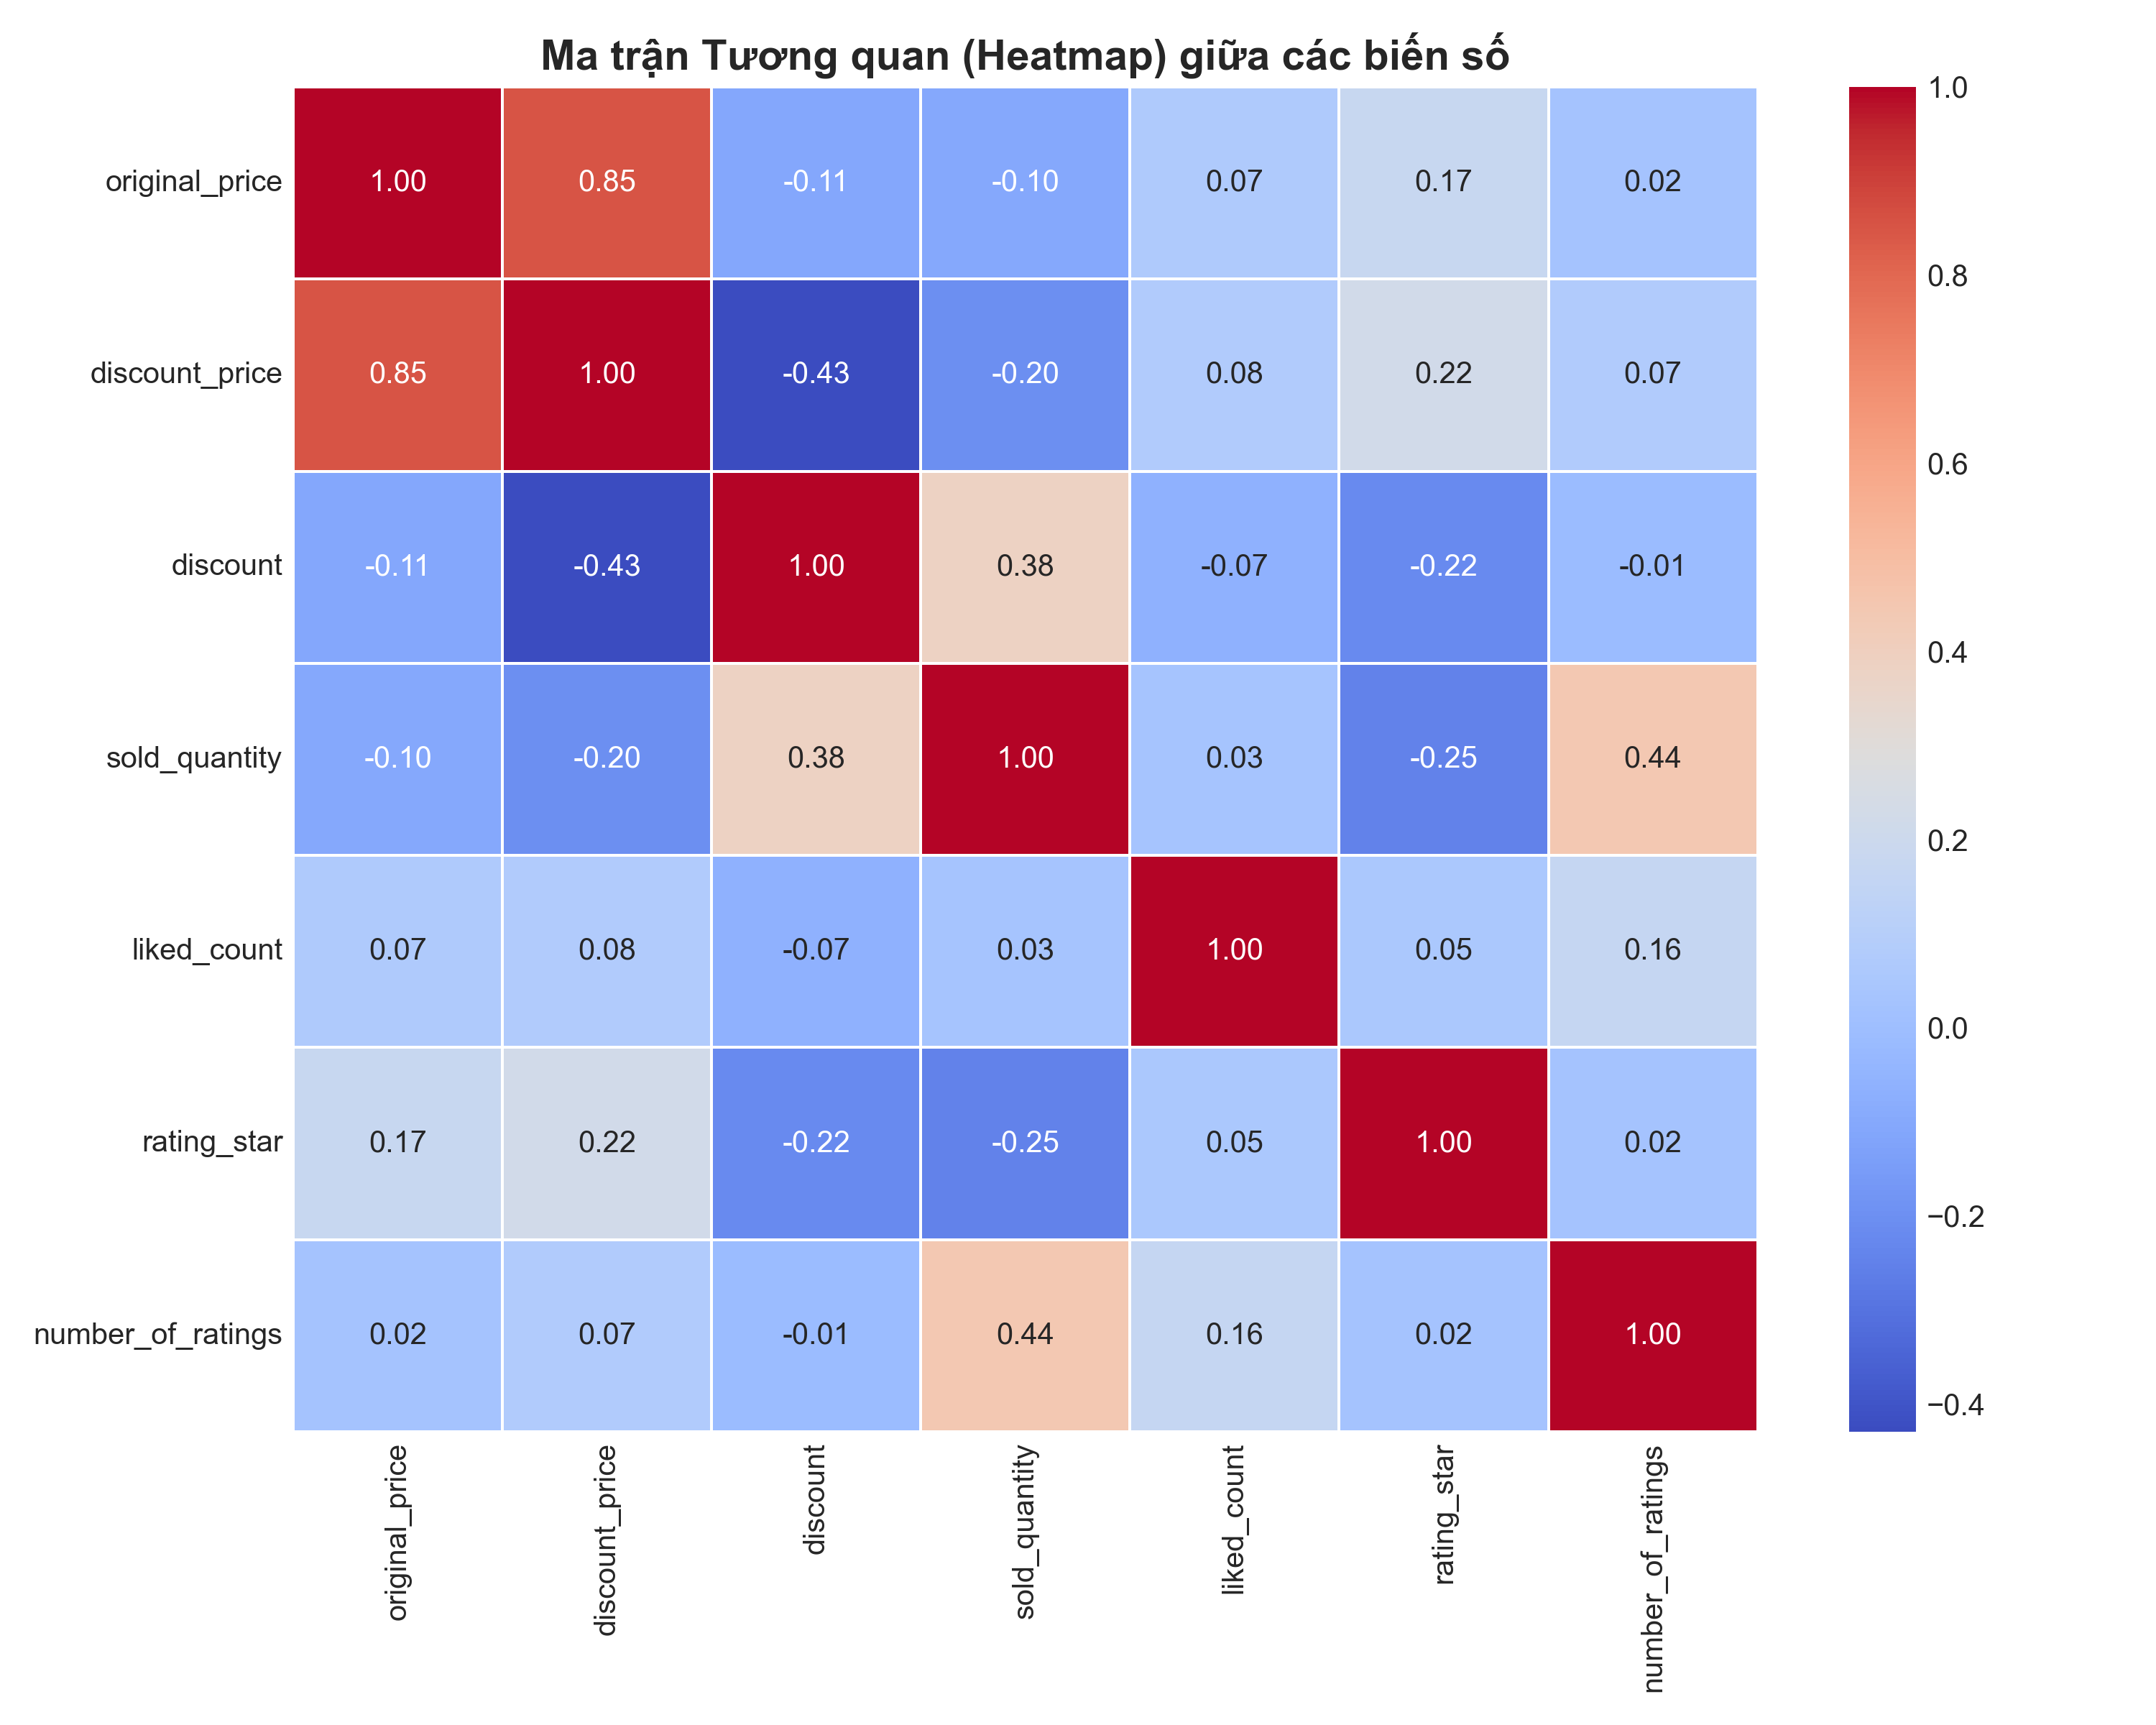 Ma trận Tương quan (Heatmap) giữa các biến số
original_price 1.00 0.85 -0.11 -0.10 0.07 0.17 0.02
discount_price 0.85 1.00 -0.43 -0.20 0.08 0.22 0.07
discount -0.11 -0.43 1.00 0.38 -0.07 -0.22 -0.01
sold_quantity -0.10 -0.20 0.38 1.00 0.03 -0.25 0.44
liked_count 0.07 0.08 -0.07 0.03 1.00 0.05 0.16
rating_star 0.17 0.22 -0.22 -0.25 0.05 1.00 0.02
number_of_ratings 0.02 0.07 -0.01 0.44 0.16 0.02 1.00
original_price
discount_price
discount
sold_quantity
liked_count
rating_star
number_of_ratings
1.0
0.8
0.6
0.4
0.2
0.0
−0.2
−0.4